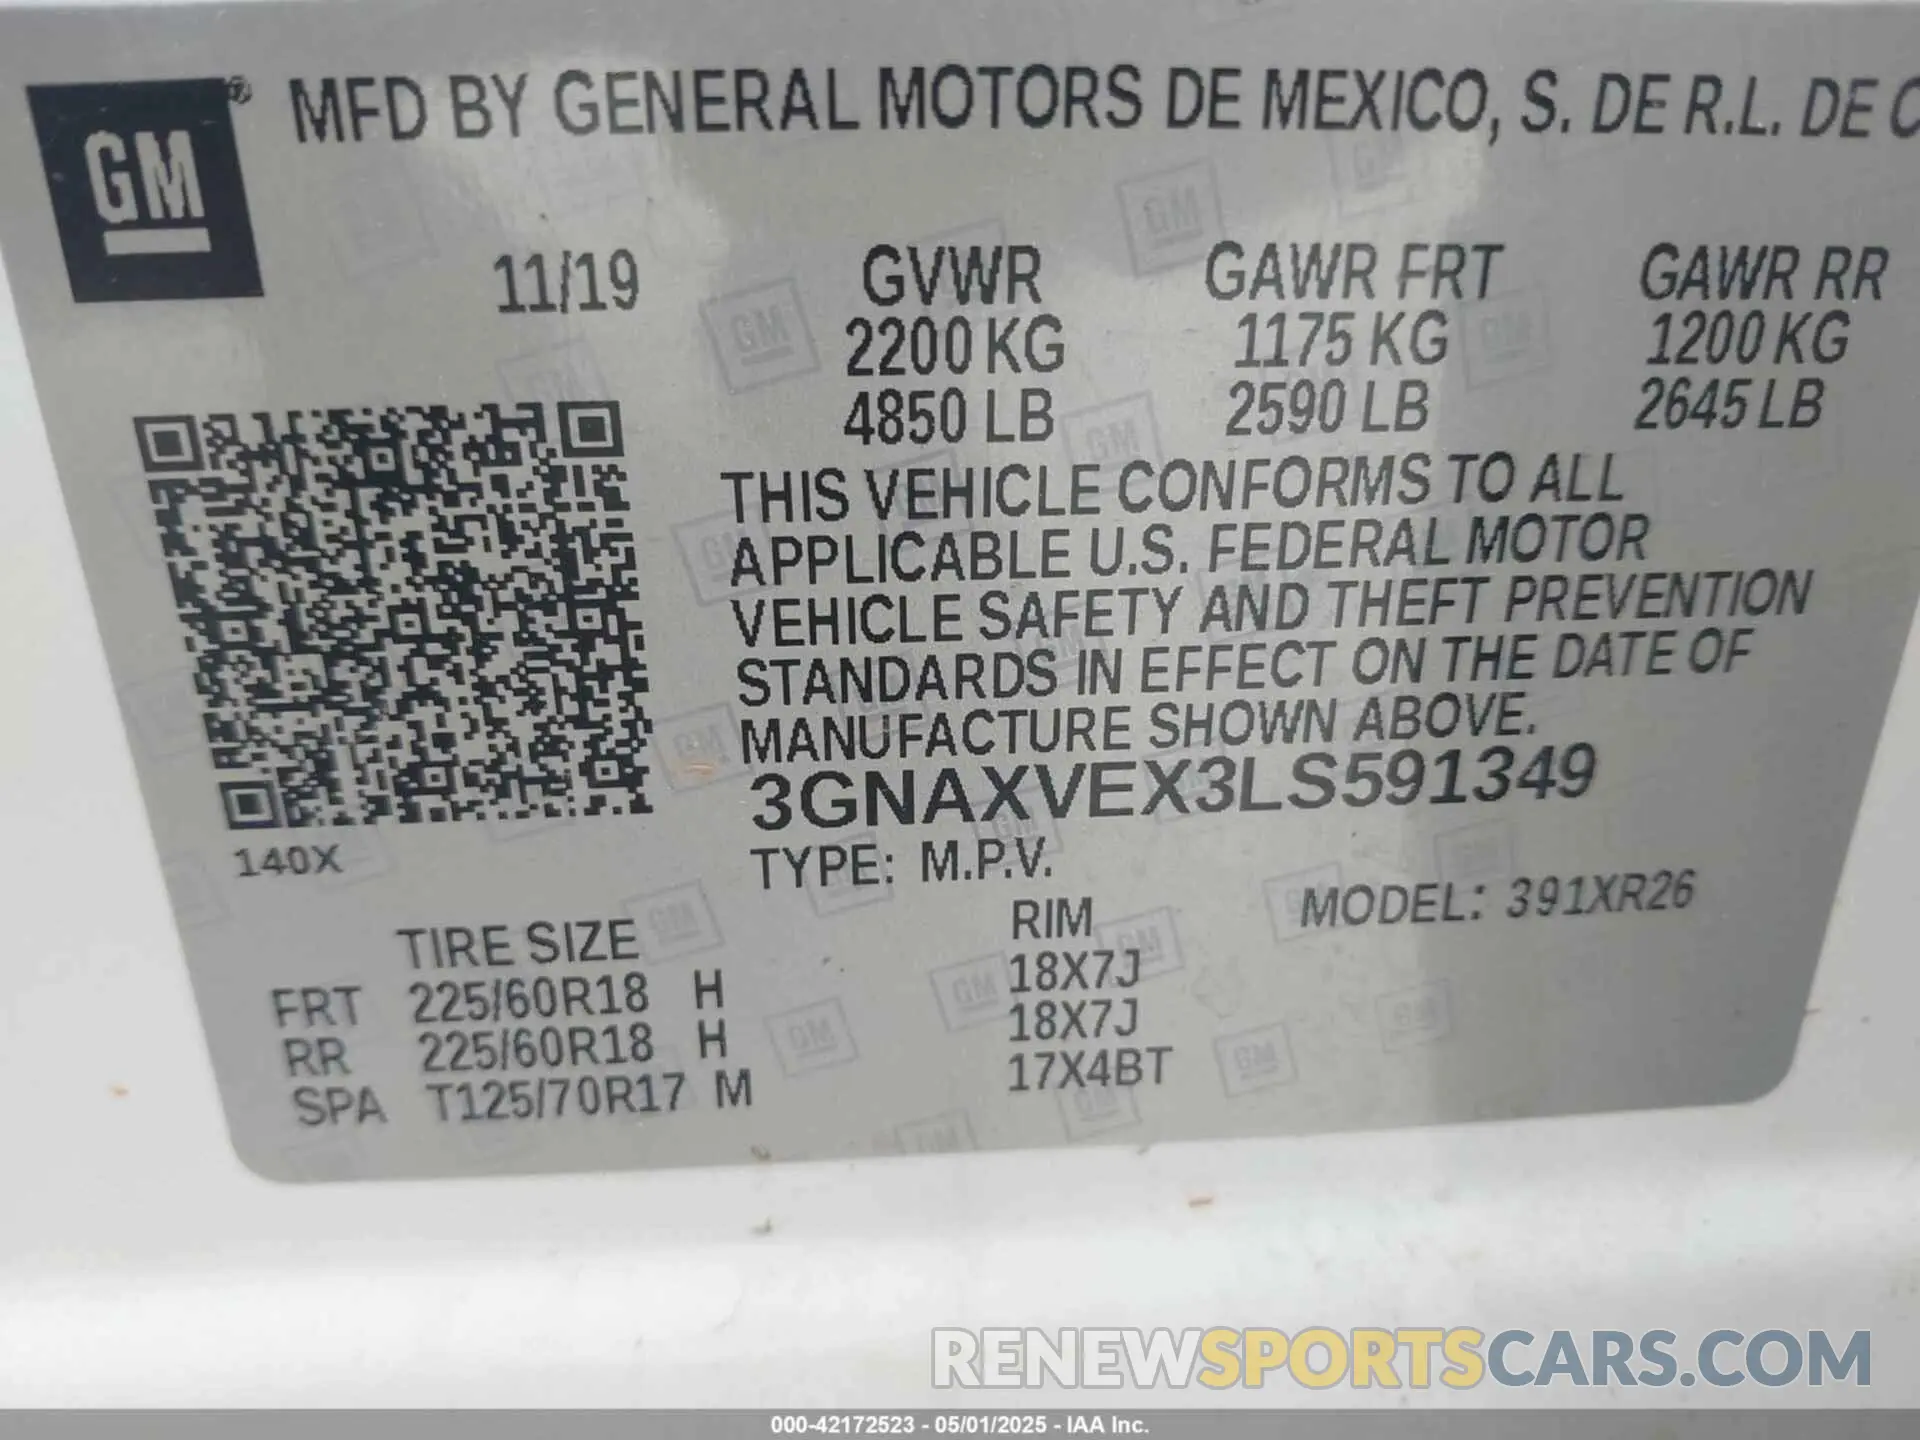 GM® MFD BY GENERAL MOTORS DE MEXICO, S. DE R.L. DE C
11/19 GVWR GAWR FRT GAWR RR
2200 KG 1175 KG 1200 KG
4850 LB 2590 LB 2645 LB
THIS VEHICLE CONFORMS TO ALL
APPLICABLE U.S. FEDERAL MOTOR
VEHICLE SAFETY AND THEFT PREVENTION
STANDARDS IN EFFECT ON THE DATE OF
MANUFACTURE SHOWN ABOVE.
3GNAXVEX3LS591349
140X
TYPE: M.P.V.
MODEL: 391XR26
TIRE SIZE RIM
FRT 225/60R18 H 18X7J
RR 225/60R18 H 18X7J
SPA T125/70R17 M 17X4BT
RENEWSPORTSCARS.COM
000-42172523 - 05/01/2025 - IAA Inc.